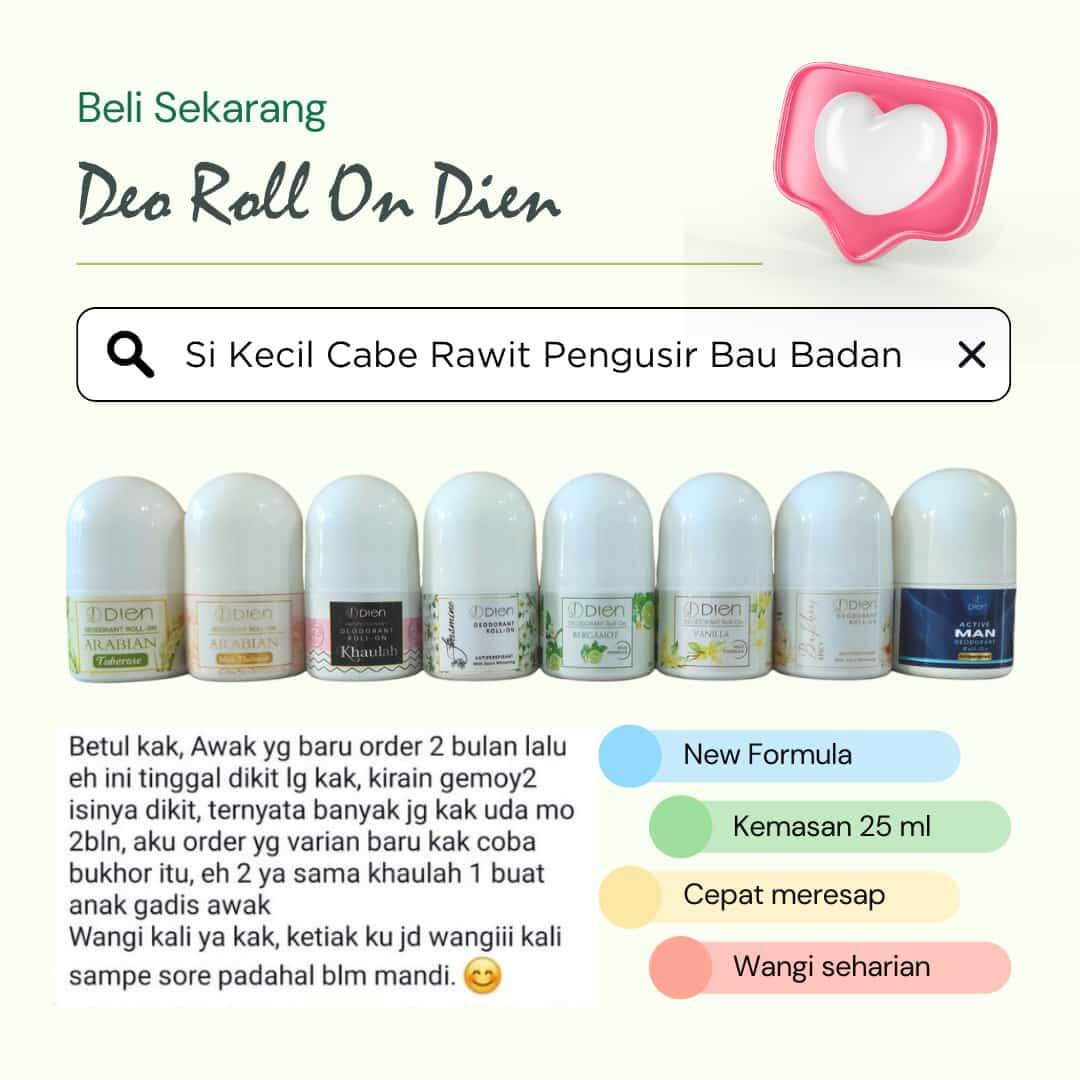 Beli Sekarang
Deo Roll On Dien
Si Kecil Cabe Rawit Pengusir Bau Badan
Dien
DEODORANT ROLL-ON
ARABIAN
Tuberose
Dien
DEODORANT ROLL-ON
ARABIAN
Dien
DEODORANT
ROLL-ON
Khaulah
Jasmine
Dien
DEODORANT
ROLL-ON
ANTIPERSPIRANT
Dien
DEODORANT Roll-On
BERGAMOT
Dien
DEODORANT Roll-On
VANILLA
Dien
DEODORANT
ROLL-ON
Dien
ACTIVE
MAN
DEODORANT
Betul kak, Awak yg baru order 2 bulan lalu
eh ini tinggal dikit lg kak, kirain gemoy2
isinya dikit, ternyata banyak jg kak uda mo
2bln, aku order yg varian baru kak coba
bukhor itu, eh 2 ya sama khaulah 1 buat
anak gadis awak
Wangi kali ya kak, ketiak ku jd wangiii kali
sampe sore padahal blm mandi. 😊
New Formula
Kemasan 25 ml
Cepat meresap
Wangi seharian